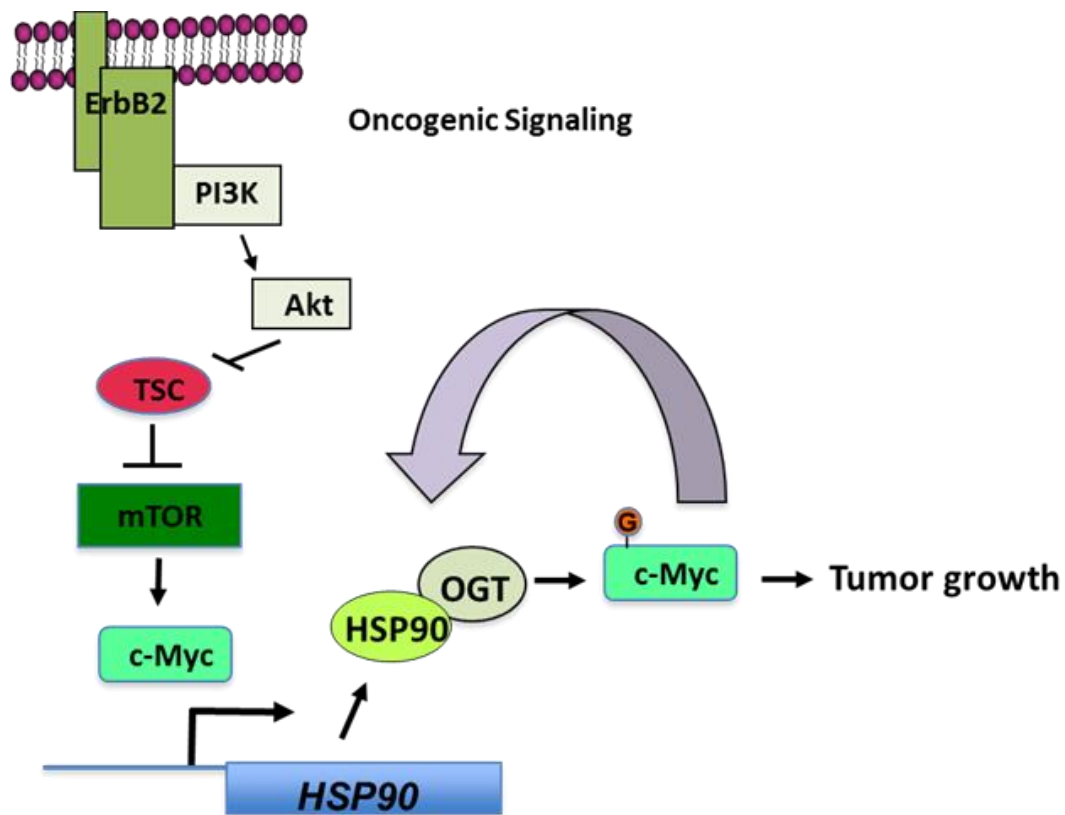 ErbB2
Oncogenic Signaling
PI3K
Akt
TSC
mTOR
G
OGT
c-Myc
Tumor growth
HSP90
c-Myc
HSP90